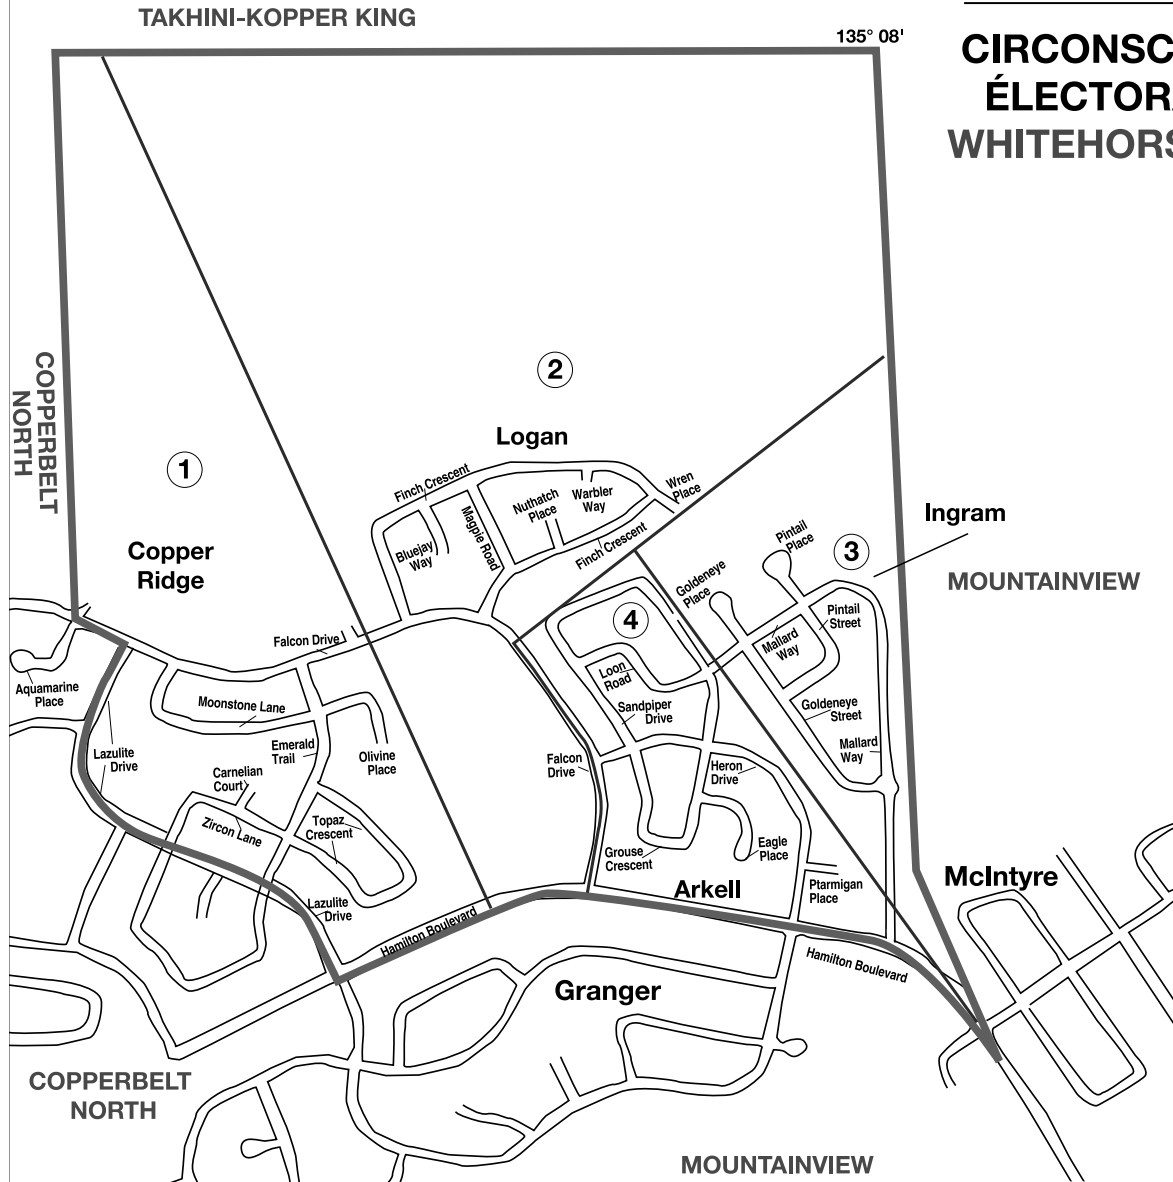 TAKHINI-KOPPER KING
135° 08'
CIRCONSC
ÉLECTORA
WHITEHORS
COPPERBELT
NORTH
2
Logan
1
Finch Crescent
Wren
Place
Warbler
Way
Nuthatch
Place
Magpie Road
Bluejay
Way
Finch Crescent
Ingram
Pintail
Place
3
Copper
Ridge
MOUNTAINVIEW
Goldeneye
Place
4
Pintail
Street
Mallard
Way
Falcon Drive
Loon
Road
Aquamarine
Place
Moonstone Lane
Sandpiper
Drive
Goldeneye
Street
Emerald
Trail
Olivine
Place
Lazulite
Drive
Carnelian
Court
Falcon
Drive
Heron
Drive
Mallard
Way
Zircon Lane
Topaz
Crescent
Grouse
Crescent
Eagle
Place
Arkell
Ptarmigan
Place
McIntyre
Lazulite
Drive
Hamilton Boulevard
Hamilton Boulevard
Granger
COPPERBELT
NORTH
MOUNTAINVIEW